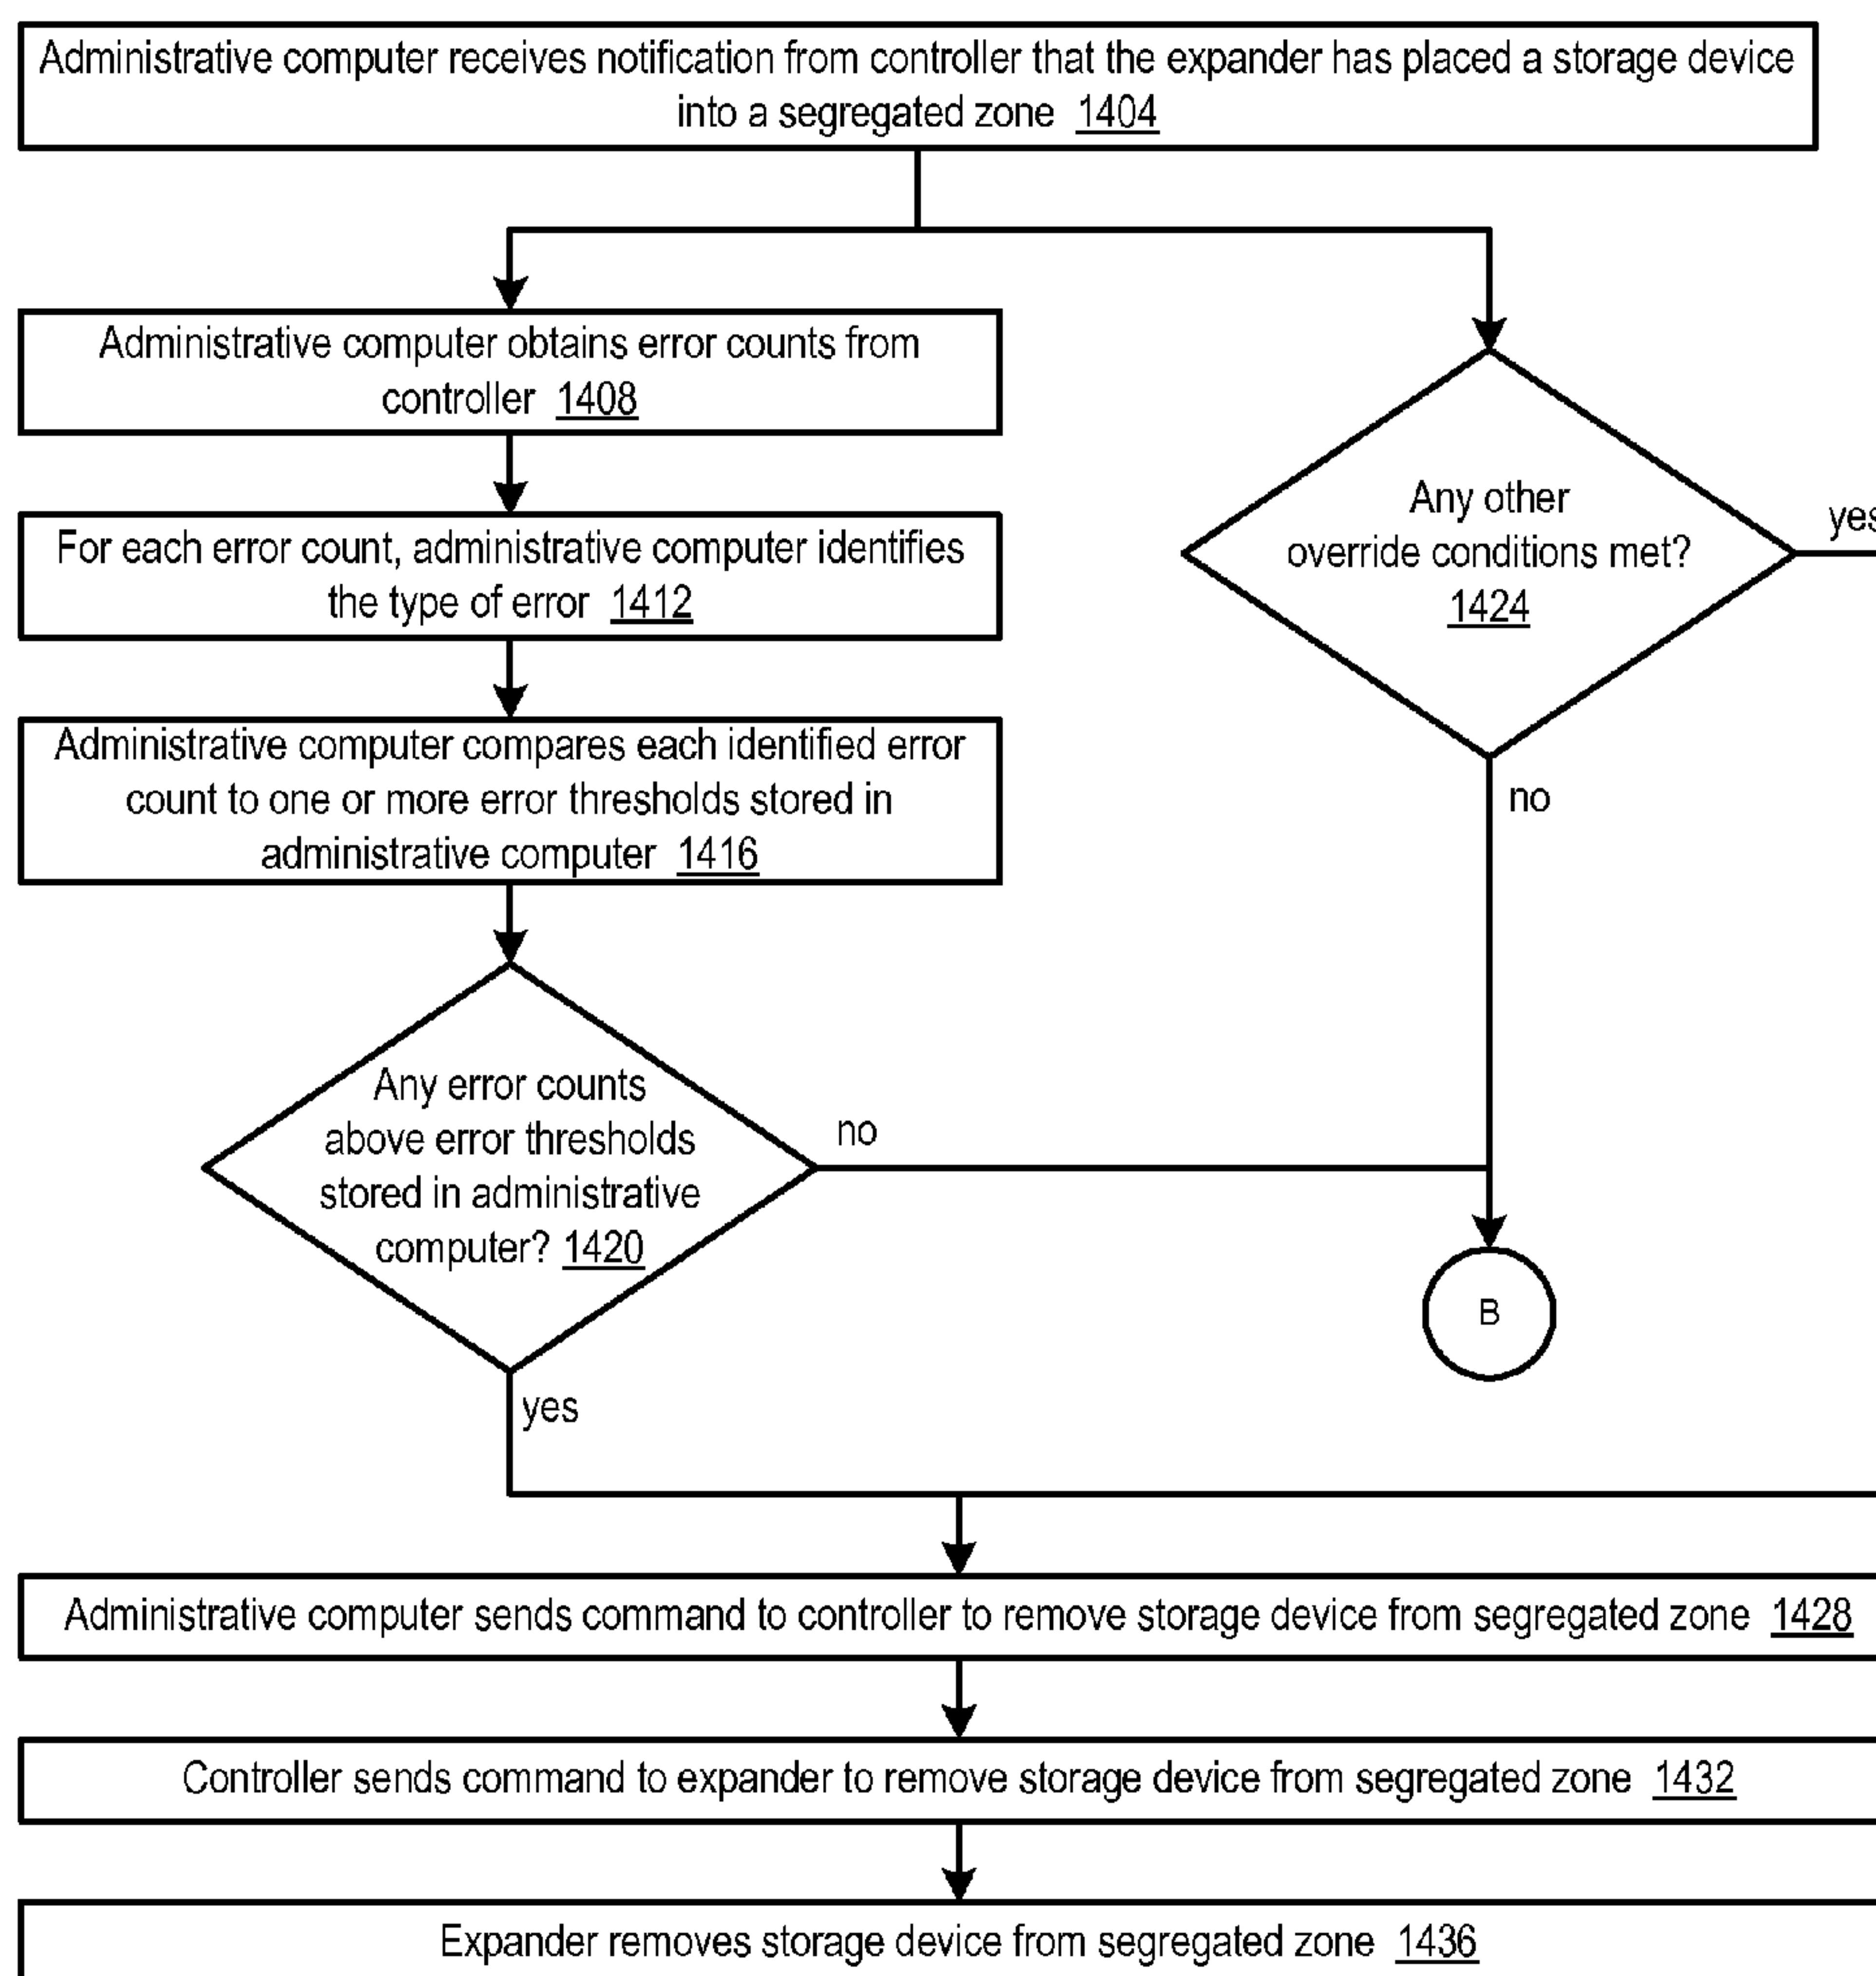 Administrative computer receives notification from controller that the expander has placed a storage device
into a segregated zone 1404
Administrative computer obtains error counts from
controller 1408
For each error count, administrative computer identifies
the type of error 1412
Administrative computer compares each identified error
count to one or more error thresholds stored in
administrative computer 1416
Any other
override conditions met?
1424
yes
no
Any error counts
above error thresholds
stored in administrative
computer? 1420
no
yes
B
Administrative computer sends command to controller to remove storage device from segregated zone 1428
Controller sends command to expander to remove storage device from segregated zone 1432
Expander removes storage device from segregated zone 1436